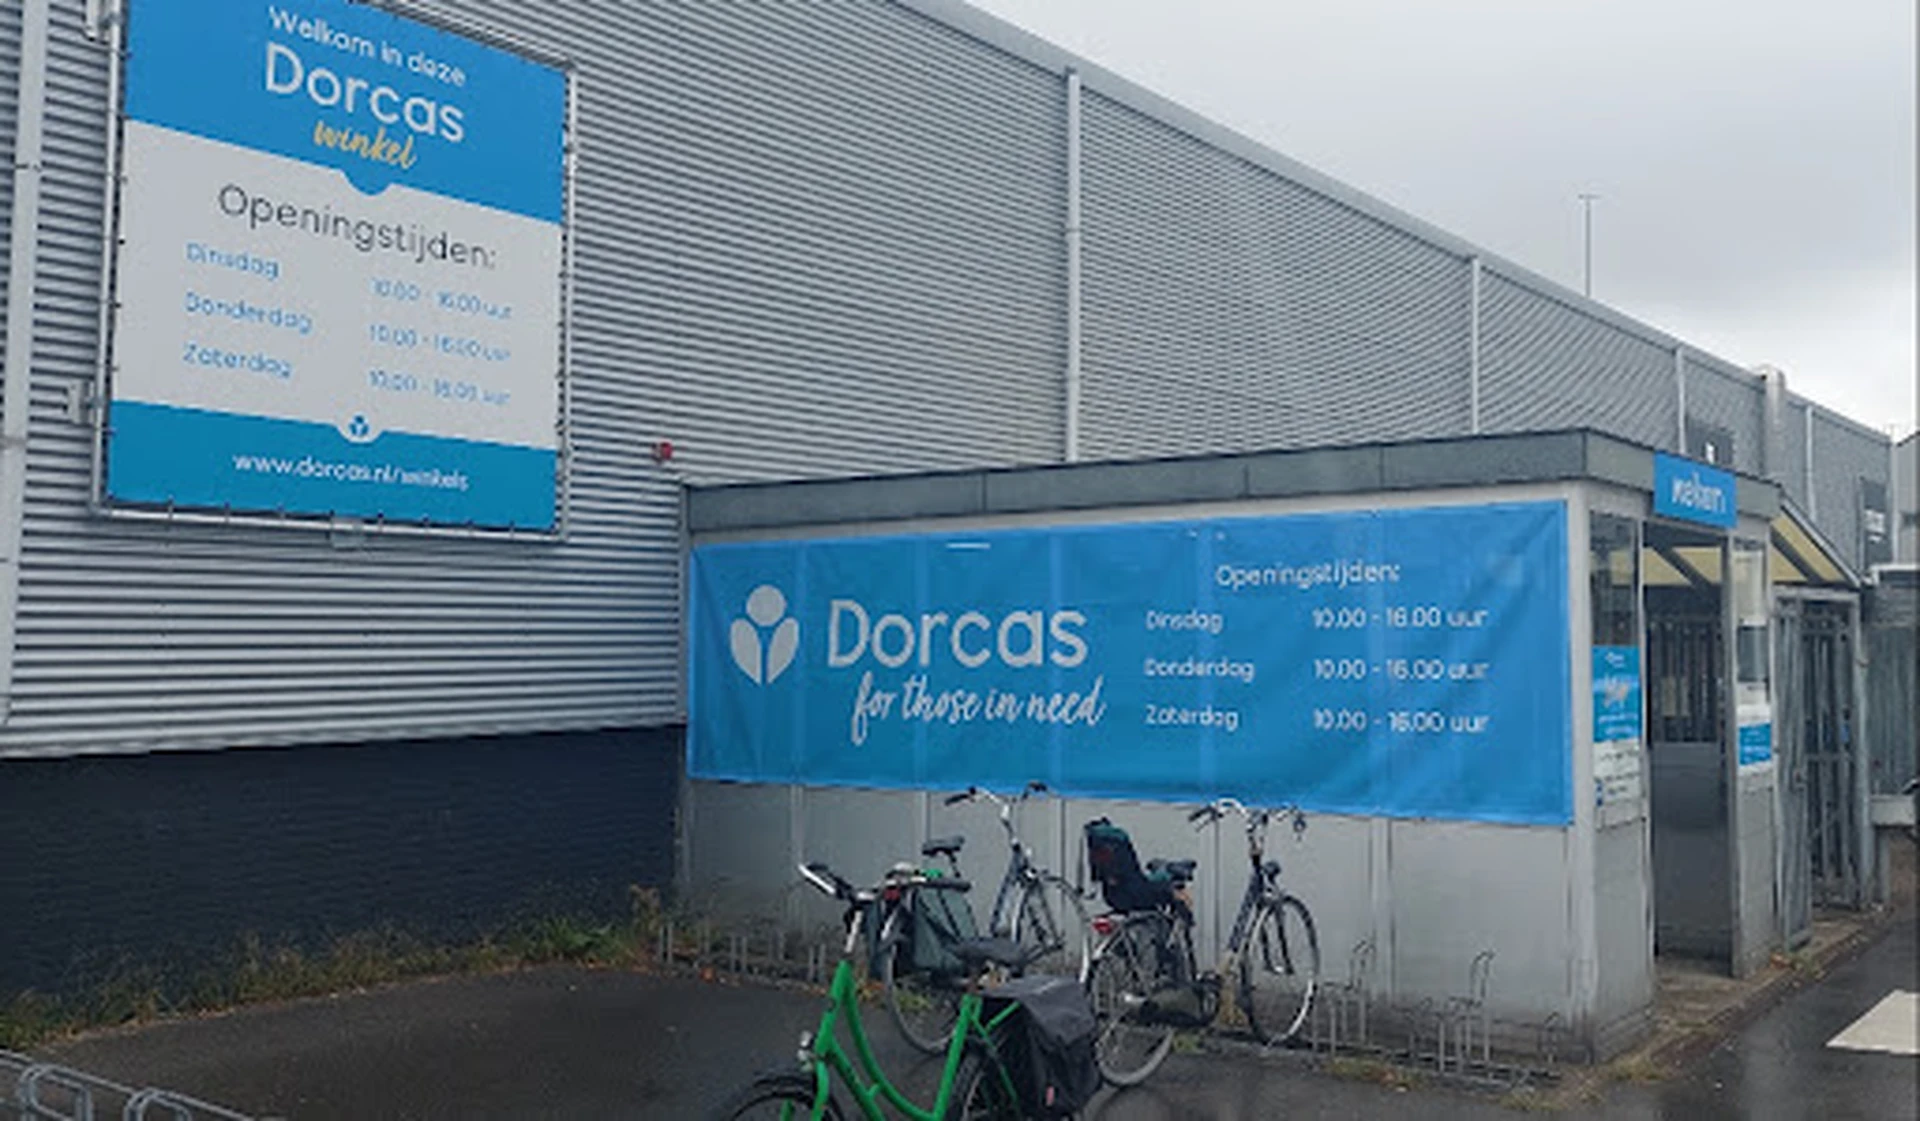 Welkom in deze
Dorcas
winkel
Openingstijden:
Dinsdag 10.00 - 16.00 uur
Donderdag 10.00 - 16.00 uur
Zaterdag 10.00 - 16.00 uur
www.dorcas.nl/winkels
Dorcas
for those in need
Openingstijden:
Dinsdag 10.00 - 16.00 uur
Donderdag 10.00 - 16.00 uur
Zaterdag 10.00 - 16.00 uur
welkom